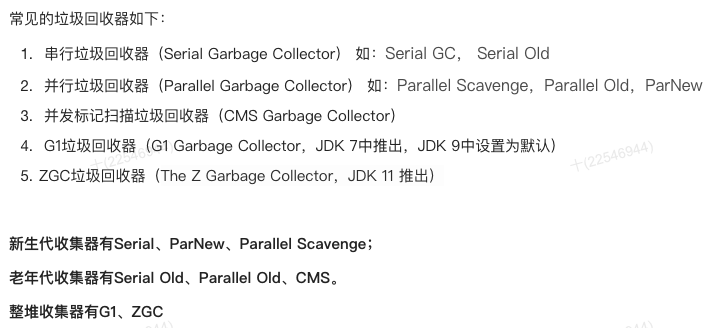 常见的垃圾回收器如下：
1. 串行垃圾回收器（Serial Garbage Collector） 如：Serial GC， Serial Old
2. 并行垃圾回收器（Parallel Garbage Collector） 如：Parallel Scavenge，Parallel Old，ParNew
3. 并发标记扫描垃圾回收器（CMS Garbage Collector）
4. G1垃圾回收器（G1 Garbage Collector，JDK 7中推出，JDK 9中设置为默认）
5. ZGC垃圾回收器（The Z Garbage Collector，JDK 11 推出）
十(22546944)
十(22546944)
新生代收集器有Serial、ParNew、Parallel Scavenge；
老年代收集器有Serial Old、Parallel Old、CMS。
整堆收集器有G1、ZGC